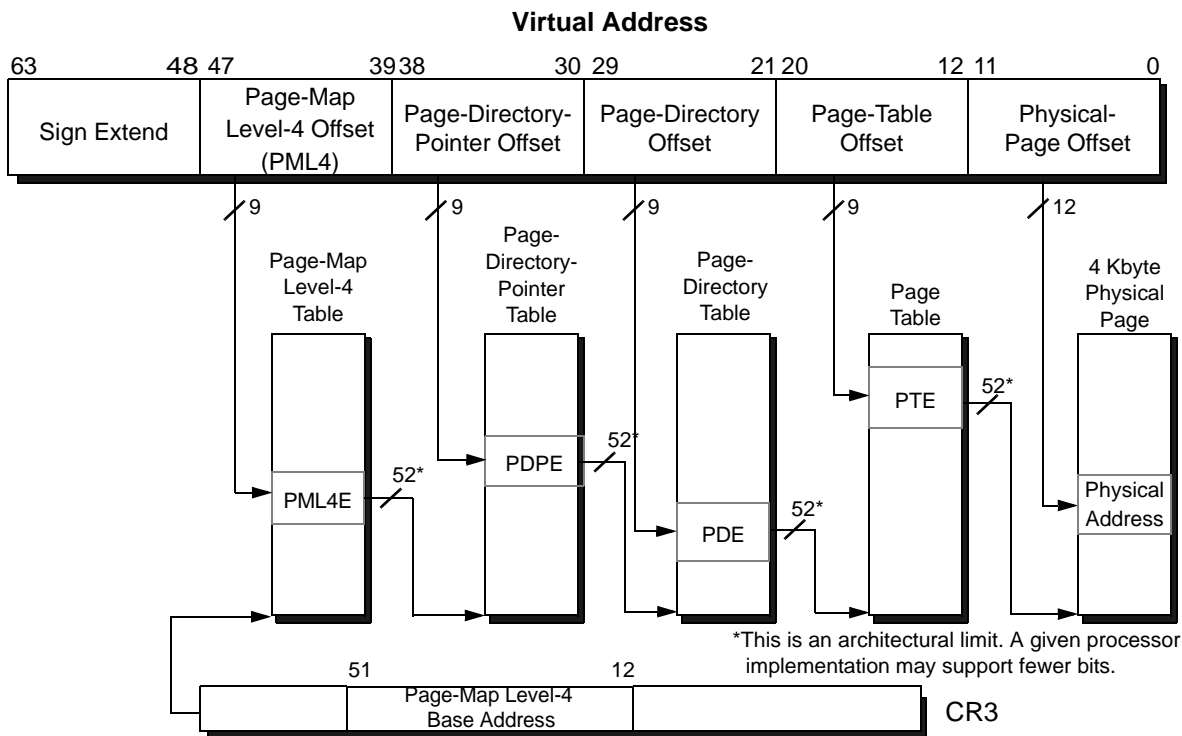 Virtual Address
63 48 47 39 38 30 29 21 20 12 11 0
Sign Extend
Page-Map
Level-4 Offset
(PML4)
Page-Directory-
Pointer Offset
Page-Directory
Offset
Page-Table
Offset
Physical-
Page Offset
9 9 9 9 12
Page-Map
Level-4
Table
Page-
Directory-
Pointer
Table
Page-
Directory
Table
Page
Table
4 Kbyte
Physical
Page
PML4E
52*
PDPE
52*
PDE
52*
PTE
52*
Physical
Address
*This is an architectural limit. A given processor
implementation may support fewer bits.
51 12
Page-Map Level-4
Base Address
CR3